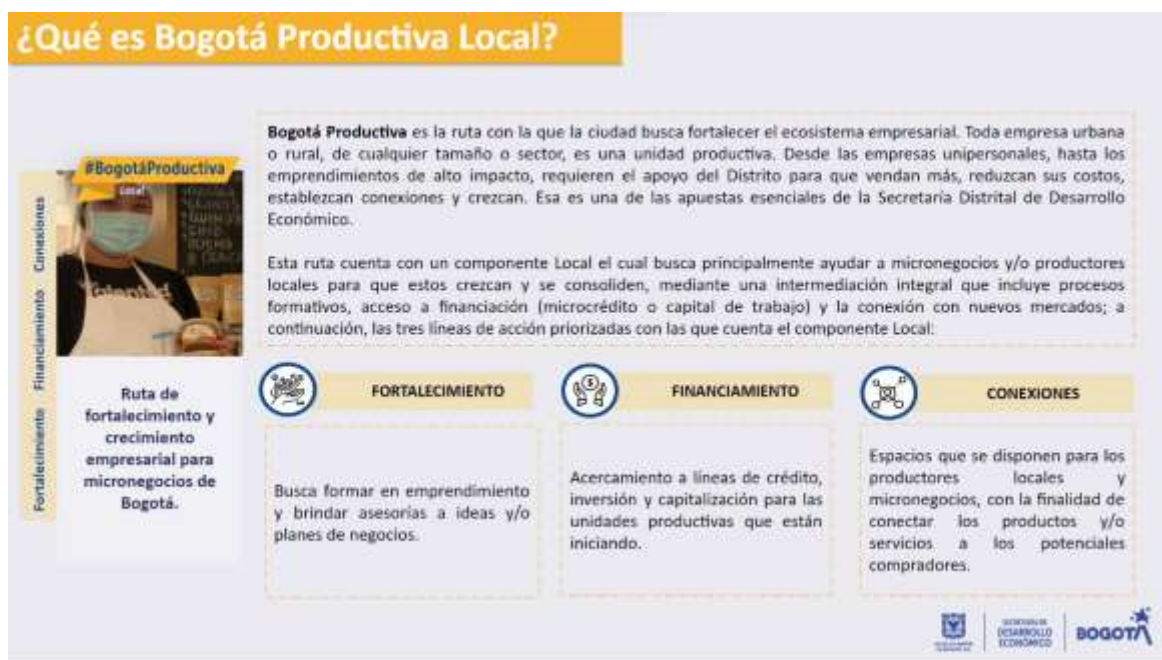 ¿Qué es Bogotá Productiva Local?
Bogotá Productiva es la ruta con la que la ciudad busca fortalecer el ecosistema empresarial. Toda empresa urbana
o rural, de cualquier tamaño o sector, es una unidad productiva. Desde las empresas unipersonales, hasta los
emprendimientos de alto impacto, requieren el apoyo del Distrito para que vendan más, reduzcan sus costos,
establezcan conexiones y crezcan. Esa es una de las apuestas esenciales de la Secretaría Distrital de Desarrollo
Económico.
Esta ruta cuenta con un componente Local el cual busca principalmente ayudar a micronegocios y/o productores
locales para que estos crezcan y se consoliden, mediante una intermediación integral que incluye procesos
formativos, acceso a financiación (microcrédito o capital de trabajo) y la conexión con nuevos mercados; a
continuación, las tres líneas de acción priorizadas con las que cuenta el componente Local:
#BogotáProductiva
Local
Fortalecimiento Financiamiento Conexiones
Ruta de
fortalecimiento y
crecimiento
empresarial para
micronegocios de
Bogotá.
FORTALECIMIENTO
Busca formar en emprendimiento
y brindar asesorías a ideas y/o
planes de negocios.
FINANCIAMIENTO
Acercamiento a líneas de crédito,
inversión y capitalización para las
unidades productivas que están
iniciando.
CONEXIONES
Espacios que se disponen para los
productores locales y
micronegocios, con la finalidad de
conectar los productos y/o
servicios a los potenciales
compradores.
SECRETARÍA DE
DESARROLLO
ECONÓMICO
BOGOTÁ